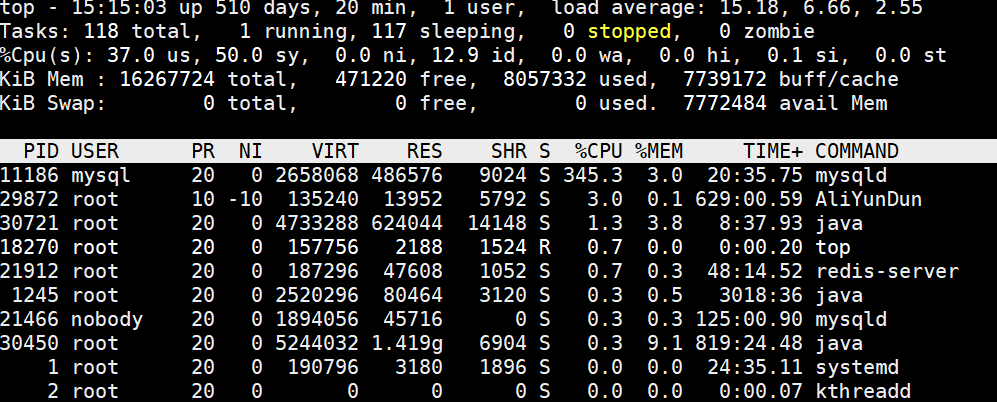 top - 15:15:03 up 510 days, 20 min,  1 user,  load average: 15.18, 6.66, 2.55
Tasks: 118 total,   1 running, 117 sleeping,   0 stopped,   0 zombie
%Cpu(s): 37.0 us, 50.0 sy,  0.0 ni, 12.9 id,  0.0 wa,  0.0 hi,  0.1 si,  0.0 st
KiB Mem : 16267724 total,   471220 free,  8057332 used,  7739172 buff/cache
KiB Swap:        0 total,        0 free,        0 used.  7772484 avail Mem
  PID USER      PR  NI    VIRT    RES    SHR S  %CPU %MEM     TIME+ COMMAND
11186 mysql     20   0 2658068 486576   9024 S 345.3  3.0  20:35.75 mysqld
29872 root      10 -10  135240  13952   5792 S   3.0  0.1 629:00.59 AliYunDun
30721 root      20   0 4733288 624044  14148 S   1.3  3.8   8:37.93 java
18270 root      20   0  157756   2188   1524 R   0.7  0.0   0:00.20 top
21912 root      20   0  187296  47608   1052 S   0.7  0.3  48:14.52 redis-server
 1245 root      20   0 2520296  80464   3120 S   0.3  0.5   3018:36 java
21466 nobody    20   0 1894056  45716      0 S   0.3  0.3 125:00.90 mysqld
30450 root      20   0 5244032 1.419g   6904 S   0.3  9.1 819:24.48 java
    1 root      20   0  190796   3180   1896 S   0.0  0.0  24:35.11 systemd
    2 root      20   0       0      0      0 S   0.0  0.0   0:00.07 kthreadd